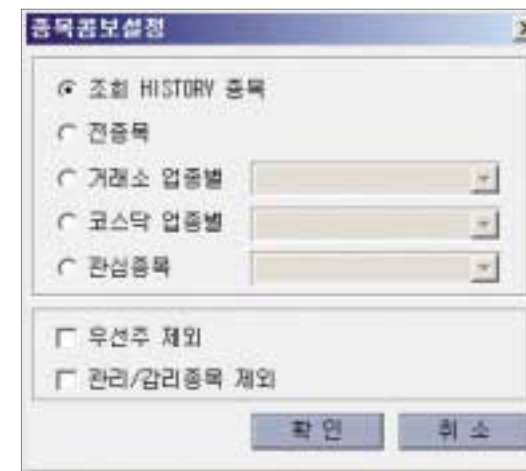 종목콤보설정
조회 HISTORY 종목
전종목
거래소 업종별
코스닥 업종별
관심종목
우선주 제외
관리/감리종목 제외
확 인
취 소